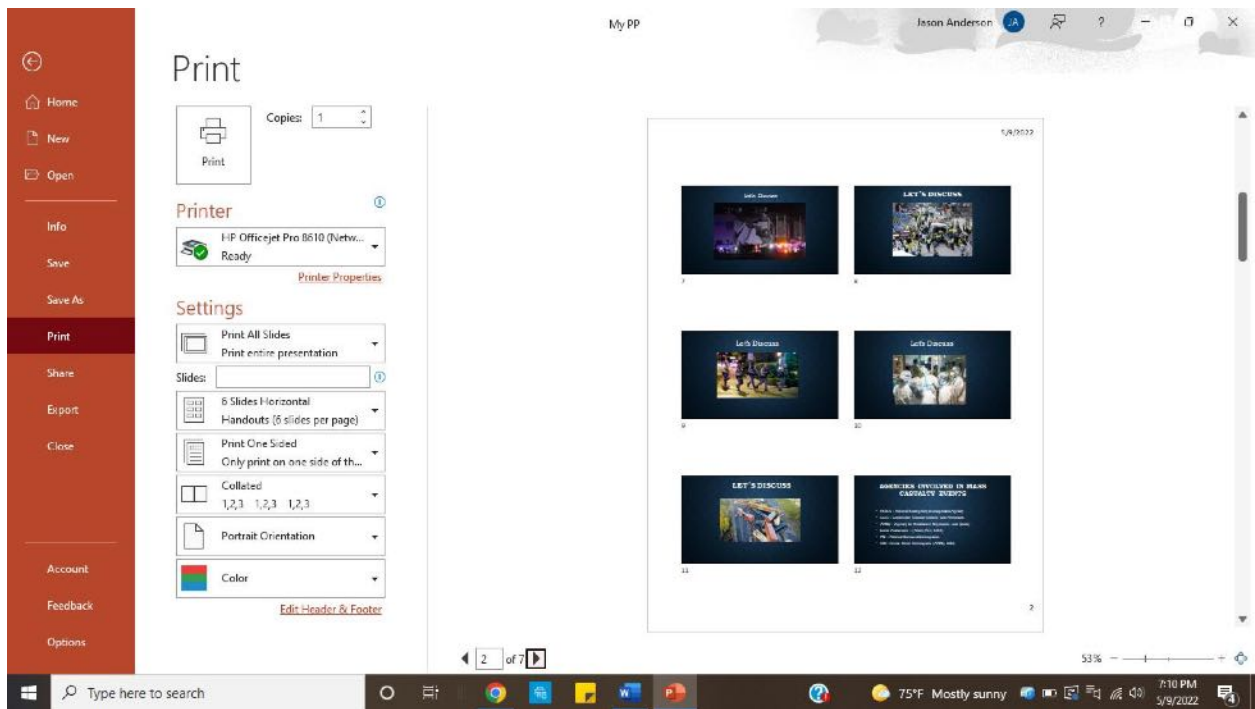 My PP
Jason Anderson JA ?
Print
Home
New
Open
Info
Save
Save As
Print
Share
Export
Close
Account
Feedback
Options
Print
Copies: 1
Printer
HP Officejet Pro 8610 (Netw...
Ready
Printer Properties
Settings
Print All Slides
Print entire presentation
Slides:
6 Slides Horizontal
Handouts (6 slides per page)
Print One Sided
Only print on one side of th...
Collated
1,2,3 1,2,3 1,2,3
Portrait Orientation
Color
Edit Header & Footer
5/9/2022
Let's Discuss
LET'S DISCUSS
7
8
Let's Discuss
Let's Discuss
9
10
LET'S DISCUSS
AGENCIES INVOLVED IN MASS
CASUALTY EVENTS
11
12
2
2 of 7
53%
Type here to search
75°F Mostly sunny
7:10 PM
5/9/2022
4